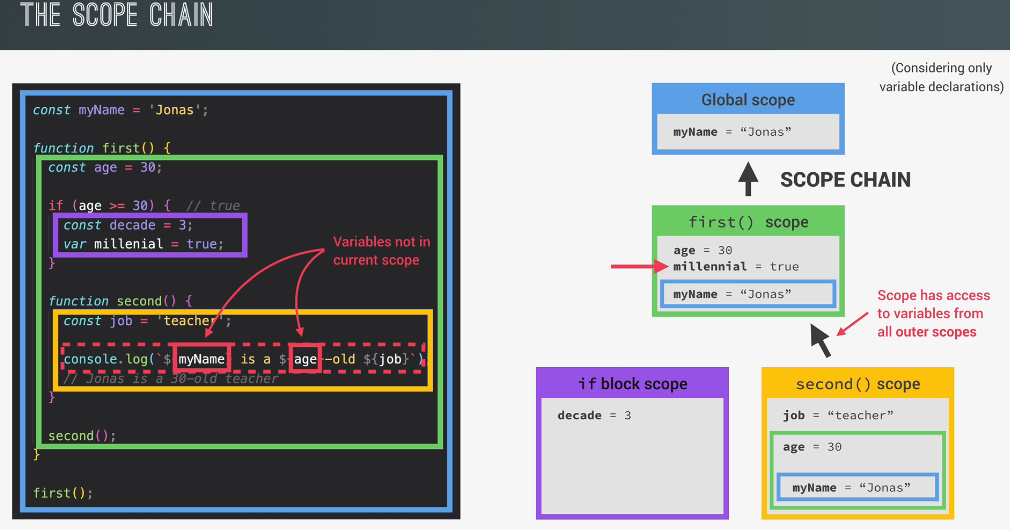 THE SCOPE CHAIN
const myName = 'Jonas';
function first() {
const age = 30;
if (age >= 30) { // true
const decade = 3;
var millenial = true;
}
function second() {
const job = 'teacher';
console.log(`${myName} is a ${age}-old ${job}`)
// Jonas is a 30-old teacher
}
second();
}
first();
Variables not in
current scope
(Considering only
variable declarations)
Global scope
myName = “Jonas”
SCOPE CHAIN
first() scope
age = 30
millennial = true
myName = “Jonas”
Scope has access
to variables from
all outer scopes
if block scope
decade = 3
second() scope
job = “teacher”
age = 30
myName = “Jonas”